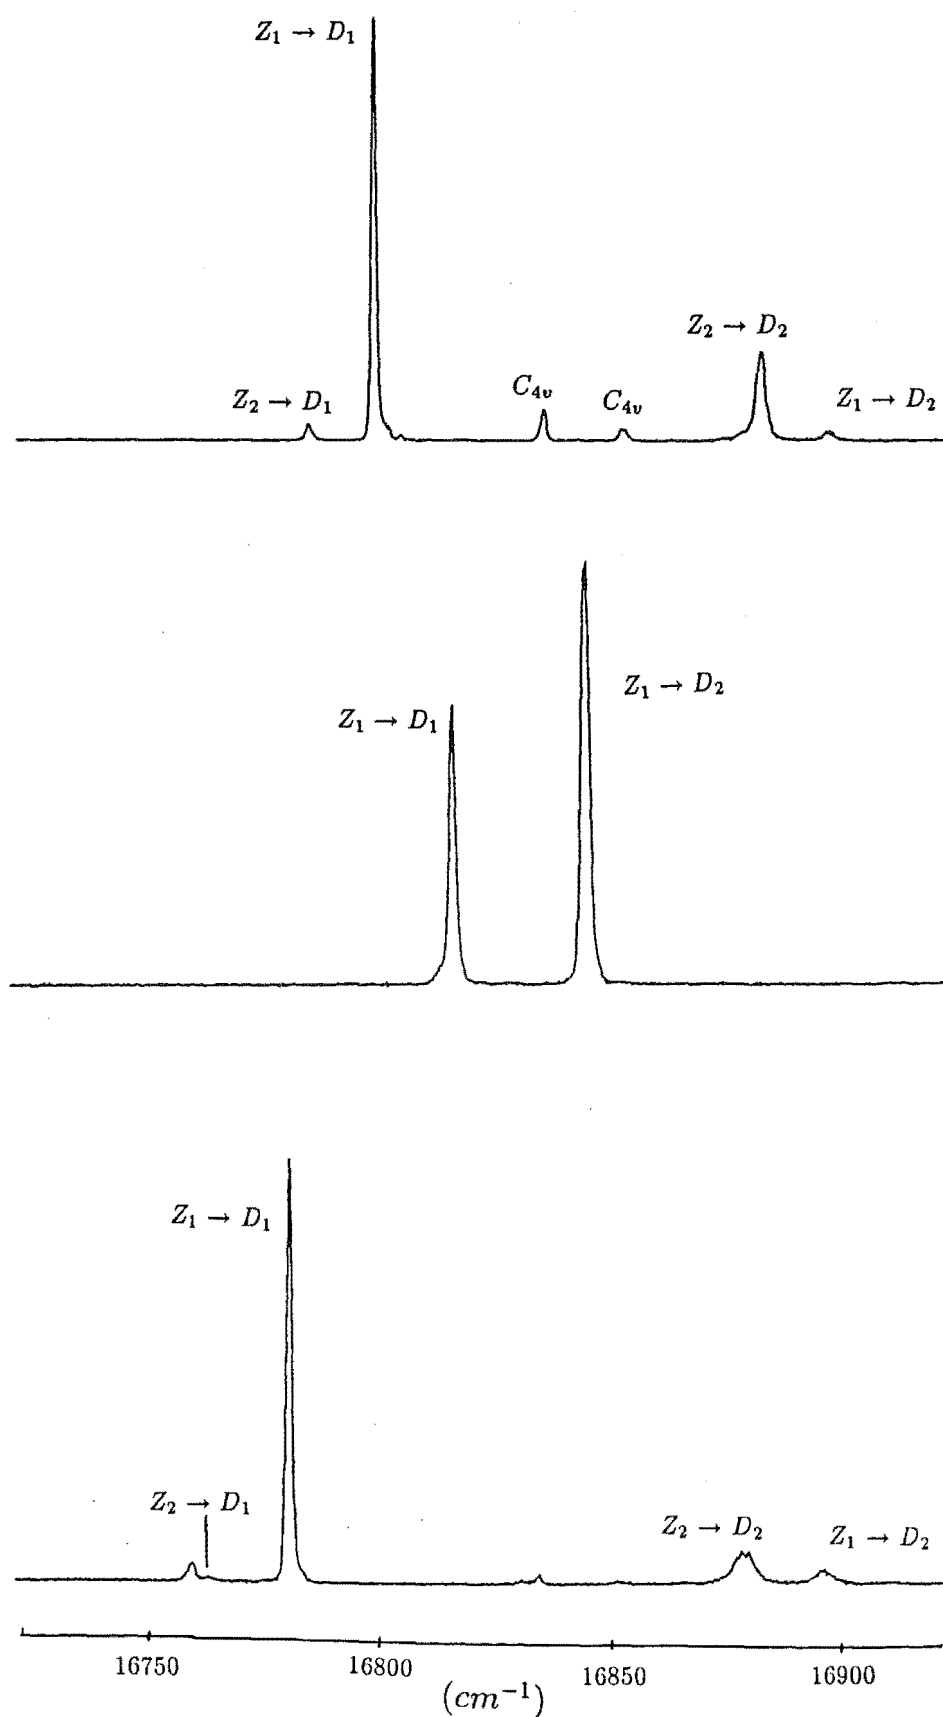 Z₁ → D₁
Z₂ → D₂
C₄ᵥ
Z₂ → D₁
C₄ᵥ
Z₁ → D₂
Z₁ → D₂
Z₁ → D₁
Z₁ → D₁
Z₂ → D₁
Z₂ → D₂
Z₁ → D₂
16750 16800 16850 16900
(cm⁻¹)